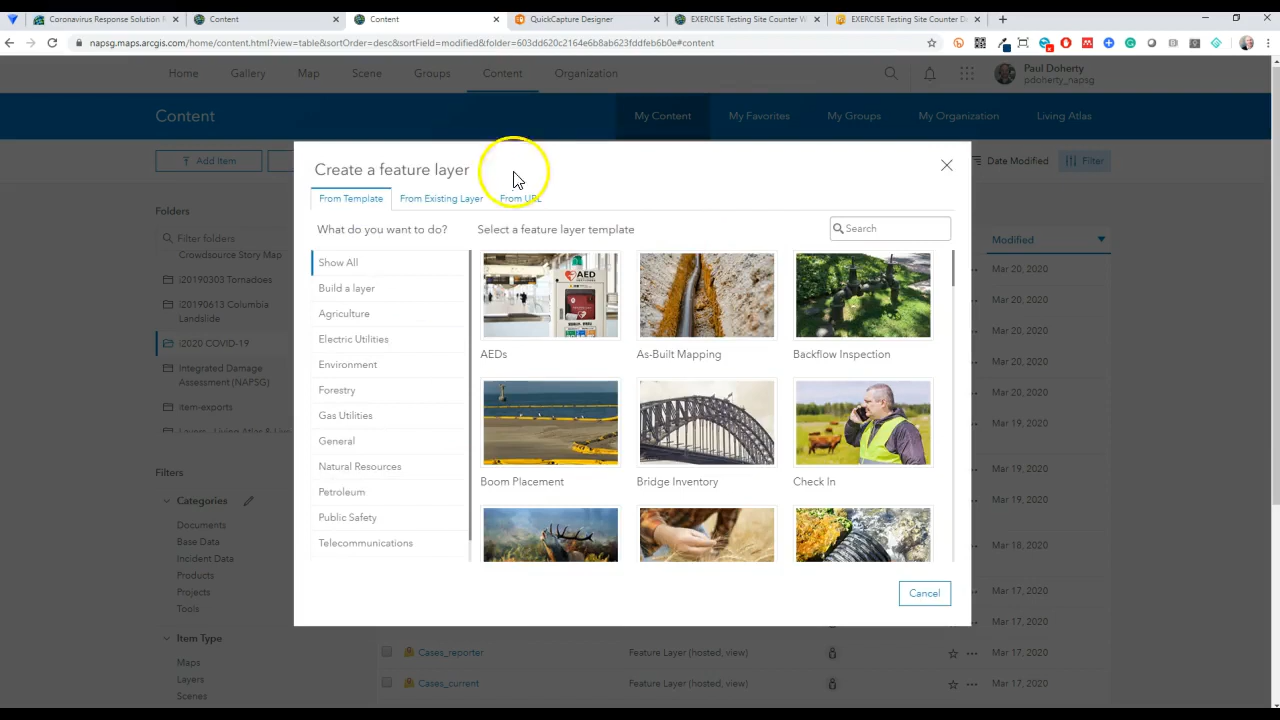 Coronavirus Response Solution
Content
Content
QuickCapture Designer
EXERCISE Testing Site Counter
EXERCISE Testing Site Counter
napsg.maps.arcgis.com/home/content.html?view=table&sortOrder=desc&sortField=modified&folder=603dd620c2164e6b8ab623fddfeb6b0e#content
Home
Gallery
Map
Scene
Groups
Content
Organization
Paul Doherty
pdoherty_napsg
Content
My Content
My Favorites
My Groups
My Organization
Living Atlas
Add Item
Date Modified
Filter
Create a feature layer
From Template
From Existing Layer
From URL
What do you want to do?
Select a feature layer template
Search
Show All
Build a layer
Agriculture
Electric Utilities
Environment
Forestry
Gas Utilities
General
Natural Resources
Petroleum
Public Safety
Telecommunications
AED
AEDs
As-Built Mapping
Backflow Inspection
Boom Placement
Bridge Inventory
Check In
Cancel
Folders
Filter folders
Crowdsource Story Map
i20190303 Tornadoes
i20190613 Columbia
Landslide
i2020 COVID-19
Integrated Damage
Assessment (NAPSG)
item-exports
Layers - Living Atlas & Live
Filters
Categories
Documents
Base Data
Incident Data
Products
Projects
Tools
Item Type
Maps
Layers
Scenes
Modified
Mar 20, 2020
Mar 20, 2020
Mar 20, 2020
Mar 20, 2020
Mar 20, 2020
Mar 19, 2020
Mar 19, 2020
Mar 19, 2020
Mar 18, 2020
Mar 17, 2020
Mar 17, 2020
Cases_reporter
Feature Layer (hosted, view)
Mar 17, 2020
Cases_current
Feature Layer (hosted, view)
Mar 17, 2020